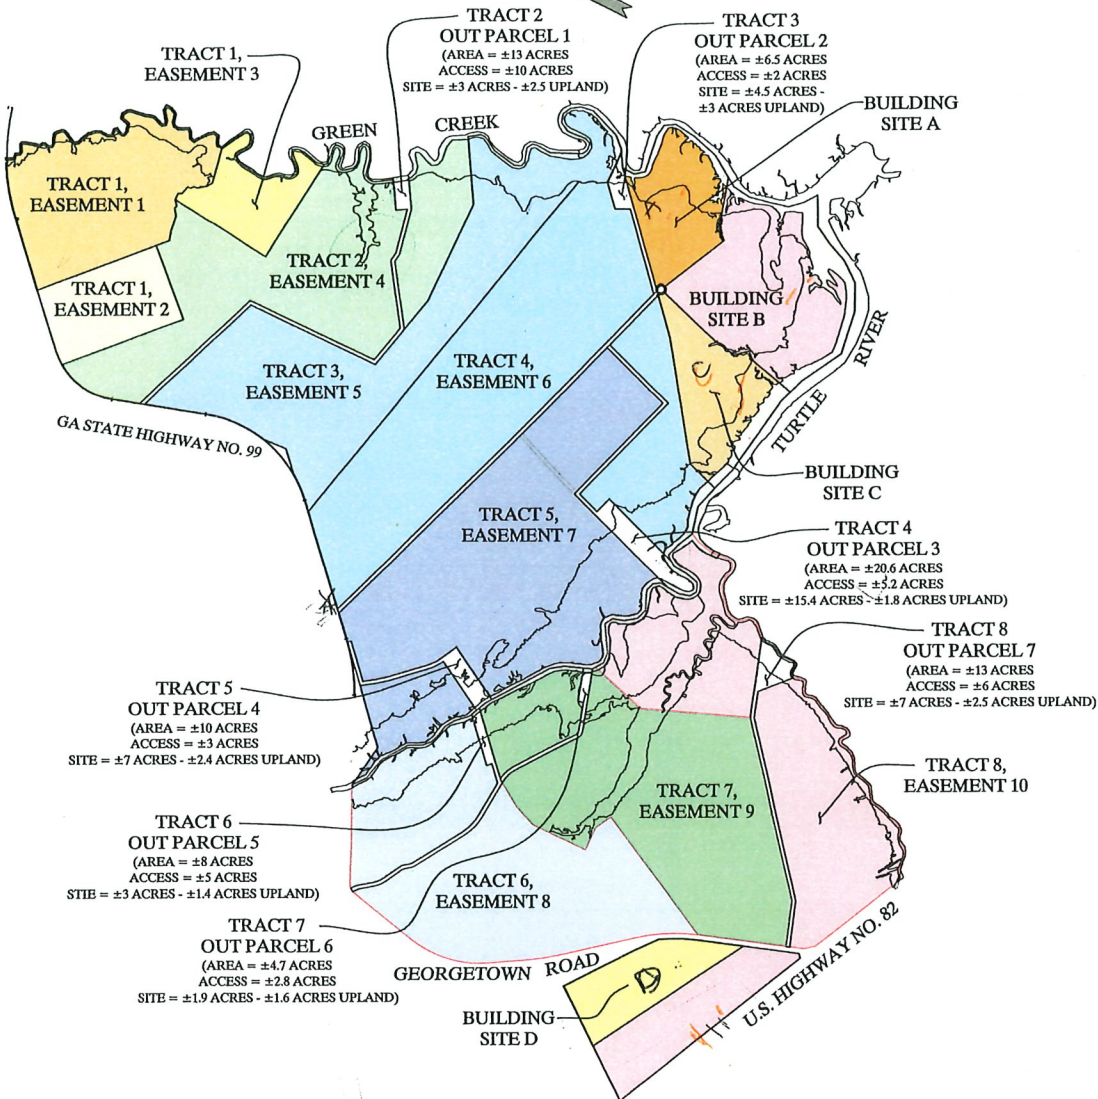 TRACT 2
OUT PARCEL 1
(AREA = ±13 ACRES
ACCESS = ±10 ACRES
SITE = ±3 ACRES - ±2.5 UPLAND)
TRACT 3
OUT PARCEL 2
(AREA = ±6.5 ACRES
ACCESS = ±2 ACRES
SITE = ±4.5 ACRES -
±3 ACRES UPLAND)
TRACT 1,
EASEMENT 3
BUILDING
SITE A
GREEN CREEK
TRACT 1,
EASEMENT 1
TRACT 2,
EASEMENT 4
TRACT 1,
EASEMENT 2
BUILDING
SITE B
TURTLE RIVER
TRACT 3,
EASEMENT 5
TRACT 4,
EASEMENT 6
C
GA STATE HIGHWAY NO. 99
BUILDING
SITE C
TRACT 5,
EASEMENT 7
TRACT 4
OUT PARCEL 3
(AREA = ±20.6 ACRES
ACCESS = ±5.2 ACRES
SITE = ±15.4 ACRES - ±1.8 ACRES UPLAND)
TRACT 8
OUT PARCEL 7
(AREA = ±13 ACRES
ACCESS = ±6 ACRES
SITE = ±7 ACRES - ±2.5 ACRES UPLAND)
TRACT 5
OUT PARCEL 4
(AREA = ±10 ACRES
ACCESS = ±3 ACRES
SITE = ±7 ACRES - ±2.4 ACRES UPLAND)
TRACT 8,
EASEMENT 10
TRACT 7,
EASEMENT 9
TRACT 6
OUT PARCEL 5
(AREA = ±8 ACRES
ACCESS = ±5 ACRES
STIE = ±3 ACRES - ±1.4 ACRES UPLAND)
TRACT 6,
EASEMENT 8
TRACT 7
OUT PARCEL 6
(AREA = ±4.7 ACRES
ACCESS = ±2.8 ACRES
SITE = ±1.9 ACRES - ±1.6 ACRES UPLAND)
GEORGETOWN ROAD
U.S. HIGHWAY NO. 82
D
BUILDING
SITE D